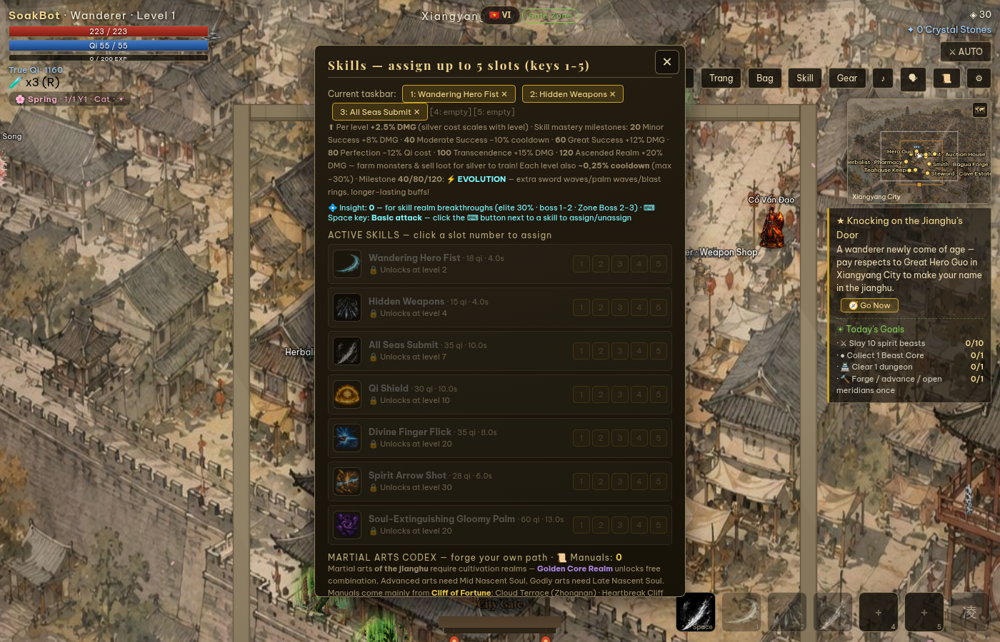 SoakBot · Wanderer · Level 1
223 / 223
Qi 55 / 55
0 / 200 EXP
True Qi: 1160
x3 (R)
Spring · 1/1 Y1 · Cat ·
Song
Xiangyang
VI
Safe Zone
30
0 Crystal Stones
AUTO
Trang
Bag
Skill
Gear
Hero Guo
Auction House
Herbalist · Pharmacy
Smith · Bagua Forge
Teahouse Keep
Steward · Cave Estate
Xiangyang City
★ Knocking on the Jianghu's
Door
A wanderer newly come of age —
pay respects to Great Hero Guo in
Xiangyang City to make your name
in the jianghu.
Go Now
Today's Goals
· Slay 10 spirit beasts 0/10
· Collect 1 Beast Core 0/1
· Clear 1 dungeon 0/1
· Forge / advance / open 0/1
meridians once
Cổ Vấn Đạo
er · Weapon Shop
Herbali
Skills — assign up to 5 slots (keys 1-5)
✕
Current taskbar: 1: Wandering Hero Fist ✕ 2: Hidden Weapons ✕
3: All Seas Submit ✕ [4: empty] [5: empty]
⬆ Per level +2.5% DMG (silver cost scales with level) · Skill mastery milestones: 20 Minor
Success +8% DMG · 40 Moderate Success -10% cooldown · 60 Great Success +12% DMG ·
80 Perfection -12% Qi cost · 100 Transcendence +15% DMG · 120 Ascended Realm +20%
DMG — farm monsters & sell loot for silver to train! Each level also -0,25% cooldown (max
-30%) · Milestone 40/80/120: ⚡ EVOLUTION — extra sword waves/palm waves/blast
rings, longer-lasting buffs!
💠 Insight: 0 — for skill realm breakthroughs (elite 30% · boss 1-2 · Zone Boss 2-3) · ⌨
Space key: Basic attack — click the ⌨ button next to a skill to assign/unassign
ACTIVE SKILLS — click a slot number to assign
Wandering Hero Fist · 18 qi · 4.0s
🔒 Unlocks at level 2
1 2 3 4 5
Hidden Weapons · 15 qi · 4.0s
🔒 Unlocks at level 4
1 2 3 4 5
All Seas Submit · 35 qi · 10.0s
🔒 Unlocks at level 7
1 2 3 4 5
Qi Shield · 30 qi · 10.0s
🔒 Unlocks at level 10
1 2 3 4 5
Divine Finger Flick · 35 qi · 8.0s
🔒 Unlocks at level 20
1 2 3 4 5
Spirit Arrow Shot · 28 qi · 6.0s
🔒 Unlocks at level 30
1 2 3 4 5
Soul-Extinguishing Gloomy Palm · 60 qi · 13.0s
🔒 Unlocks at level 20
1 2 3 4 5
MARTIAL ARTS CODEX — forge your own path · 📜 Manuals: 0
Martial arts of the jianghu require cultivation realms — Golden Core Realm unlocks free
combination, Advanced arts need Mid Nascent Soul, Godly arts need Late Nascent Soul.
Manuals come mainly from Cliff of Fortune: Cloud Terrace (Zhongnan) · Heartbreak Cliff
City Gate
Space
1
2
3
+ 4
+ 5
凌